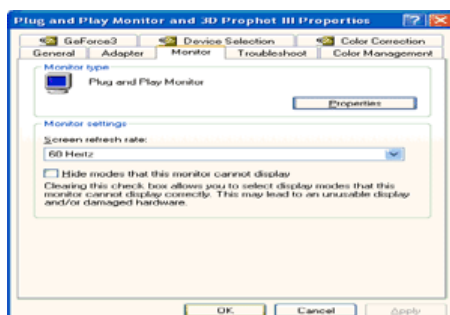 Plug and Play Monitor and 3D Prophet III Properties
GeForce3 Device Selection Color Correction
General Adapter Monitor Troubleshoot Color Management
Monitor type
Plug and Play Monitor
Properties
Monitor settings
Screen refresh rate:
60 Hertz
Hide modes that this monitor cannot display
Clearing this check box allows you to select display modes that this
monitor cannot display correctly. This may lead to an unusable display
and/or damaged hardware.
OK Cancel Apply